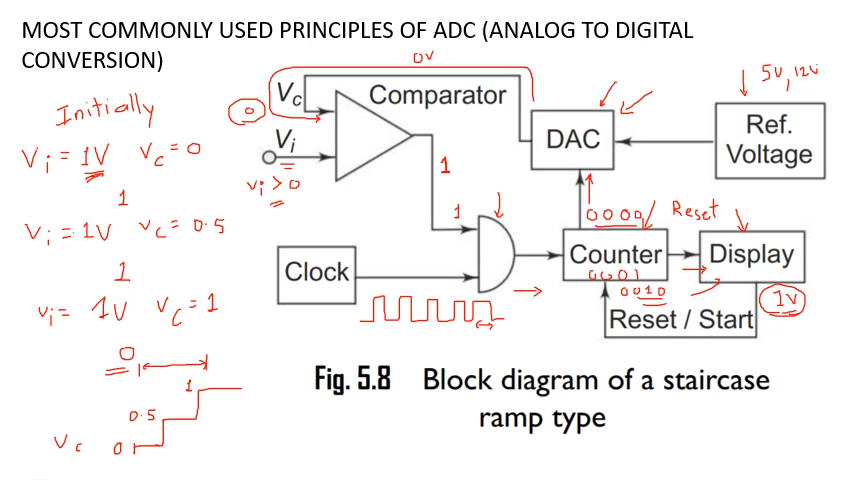 MOST COMMONLY USED PRINCIPLES OF ADC (ANALOG TO DIGITAL
CONVERSION)
0V
5V, 12V
Initially
0
Vc
Comparator
Vi
DAC
Ref.
Voltage
Vi = 1V Vc = 0
Vi > 0
1
1
1
0000 Reset
Vi = 1V Vc = 0.5
Clock
Counter
Display
1
0001
0010
1V
Vi = 1V Vc = 1
Reset / Start
0
1
0.5
Vc 0
Fig. 5.8 Block diagram of a staircase
ramp type